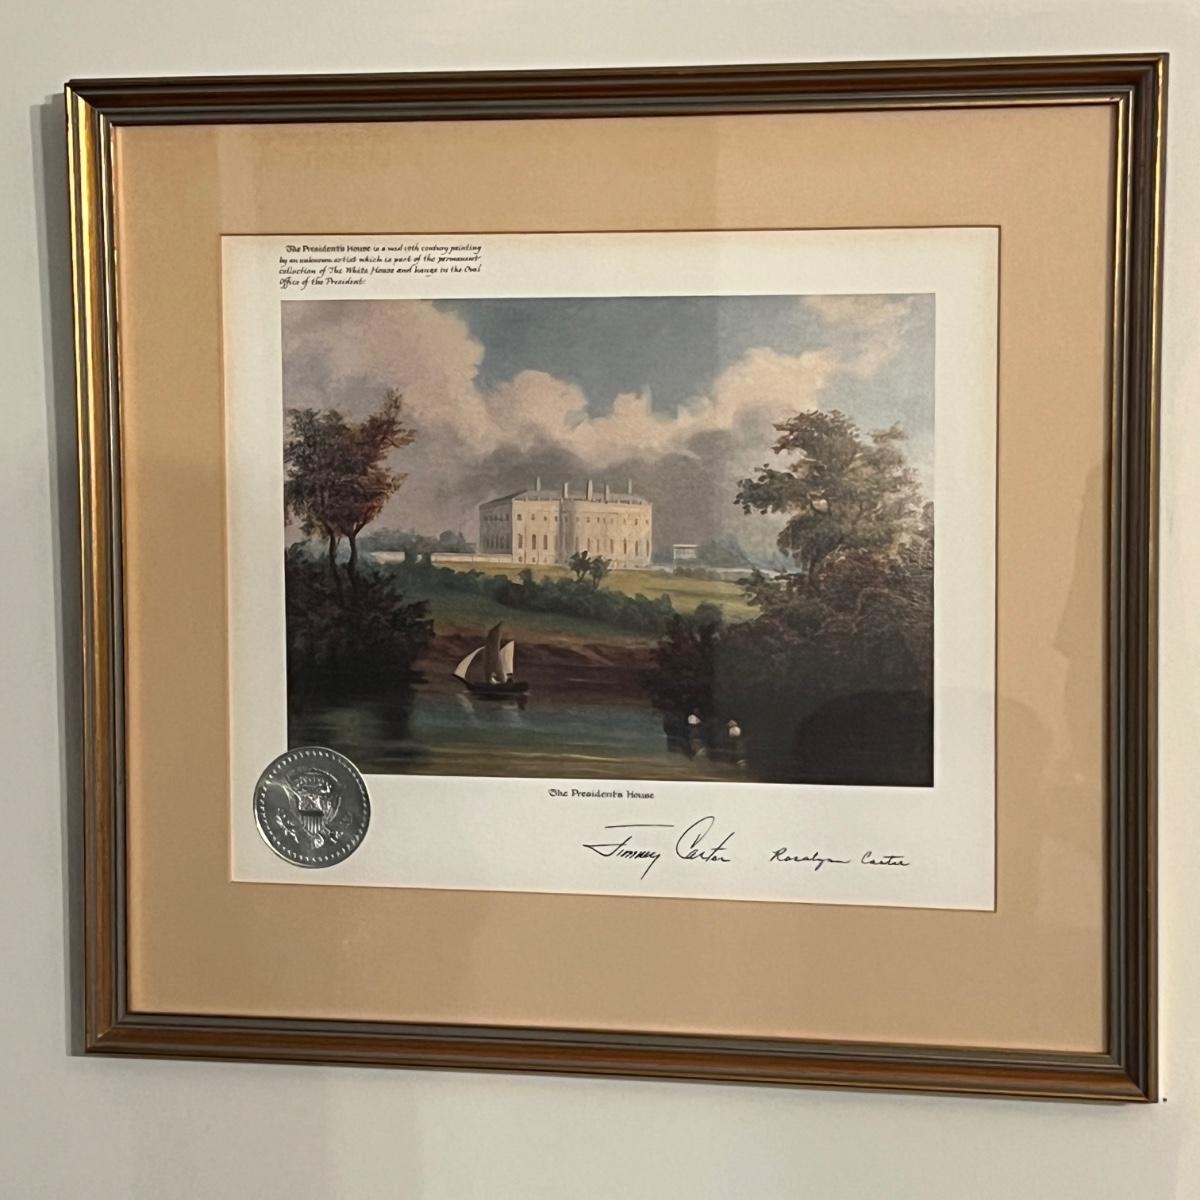 The President's House is a mid 19th century painting
by an unknown artist which is part of the permanent
collection of The White House and hangs in the Oval
Office of the President.
The President's House
Jimmy Carter
Rosalynn Carter